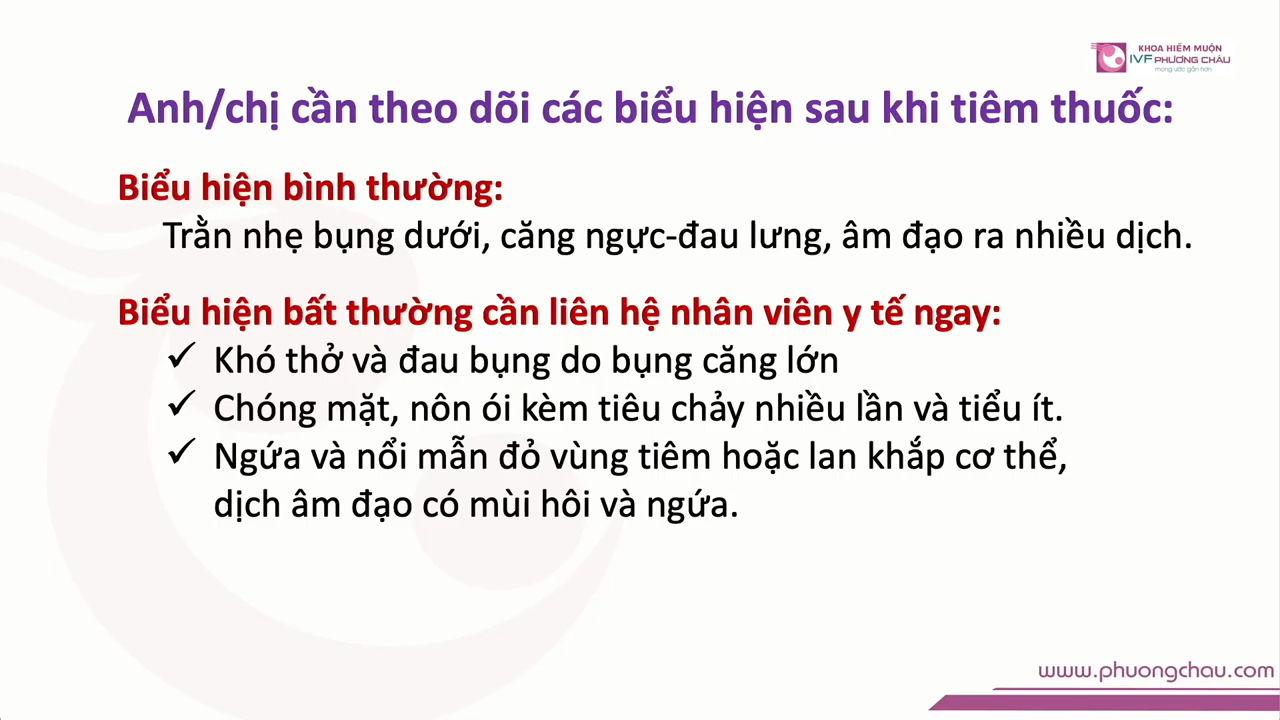 KHOA HIẾM MUỘN
IVF PHƯƠNG CHÂU
mong ước gần hơn
Anh/chị cần theo dõi các biểu hiện sau khi tiêm thuốc:
Biểu hiện bình thường:
Trằn nhẹ bụng dưới, căng ngực-đau lưng, âm đạo ra nhiều dịch.
Biểu hiện bất thường cần liên hệ nhân viên y tế ngay:
✓ Khó thở và đau bụng do bụng căng lớn
✓ Chóng mặt, nôn ói kèm tiêu chảy nhiều lần và tiểu ít.
✓ Ngứa và nổi mẫn đỏ vùng tiêm hoặc lan khắp cơ thể,
dịch âm đạo có mùi hôi và ngứa.
www.phuongchau.com